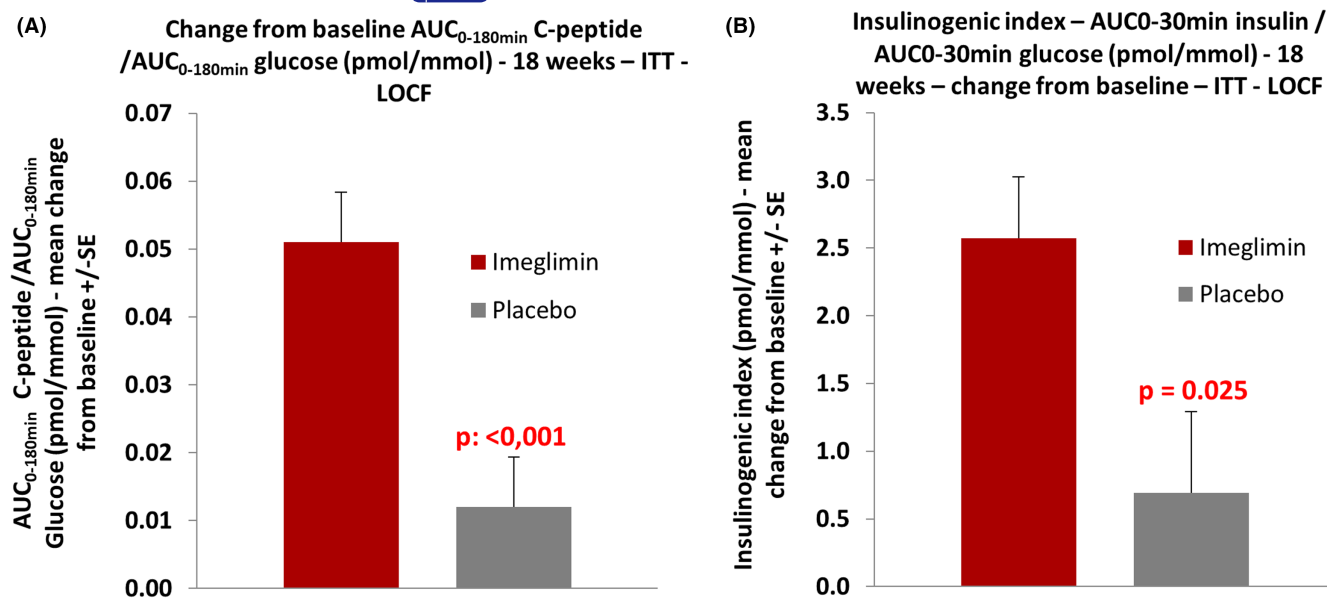 (A)
Change from baseline AUC0-180min C-peptide
/AUC0-180min glucose (pmol/mmol) - 18 weeks – ITT -
LOCF
AUC0-180min C-peptide /AUC0-180min
Glucose (pmol/mmol) - mean change
from baseline +/-SE
0.07
0.06
0.05
0.04
0.03
0.02
0.01
0.00
Imeglimin
Placebo
p: <0,001
(B)
Insulinogenic index – AUC0-30min insulin /
AUC0-30min glucose (pmol/mmol) - 18
weeks – change from baseline – ITT - LOCF
Insulinogenic index (pmol/mmol) - mean
change from baseline +/- SE
3.5
3.0
2.5
2.0
1.5
1.0
0.5
0.0
Imeglimin
Placebo
p = 0.025